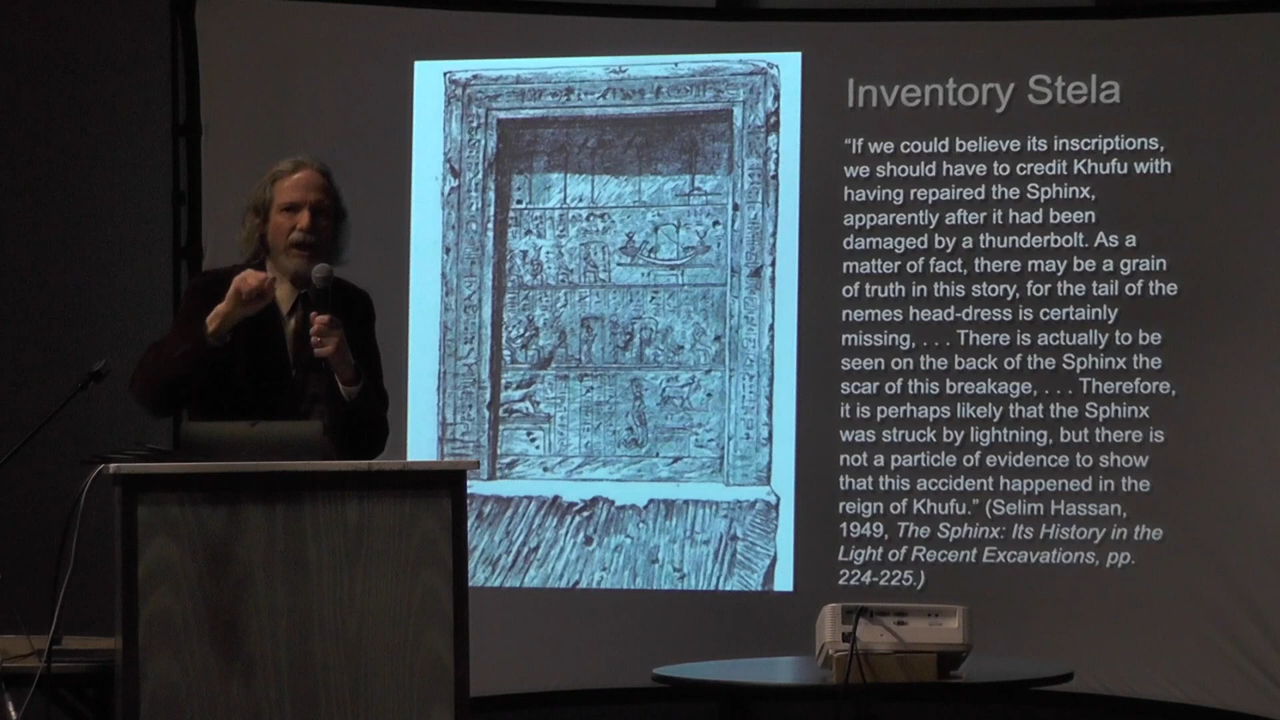 Inventory Stela
“If we could believe its inscriptions,
we should have to credit Khufu with
having repaired the Sphinx,
apparently after it had been
damaged by a thunderbolt. As a
matter of fact, there may be a grain
of truth in this story, for the tail of the
nemes head-dress is certainly
missing, . . . There is actually to be
seen on the back of the Sphinx the
scar of this breakage, . . . Therefore,
it is perhaps likely that the Sphinx
was struck by lightning, but there is
not a particle of evidence to show
that this accident happened in the
reign of Khufu.” (Selim Hassan,
1949, The Sphinx: Its History in the
Light of Recent Excavations, pp.
224-225.)